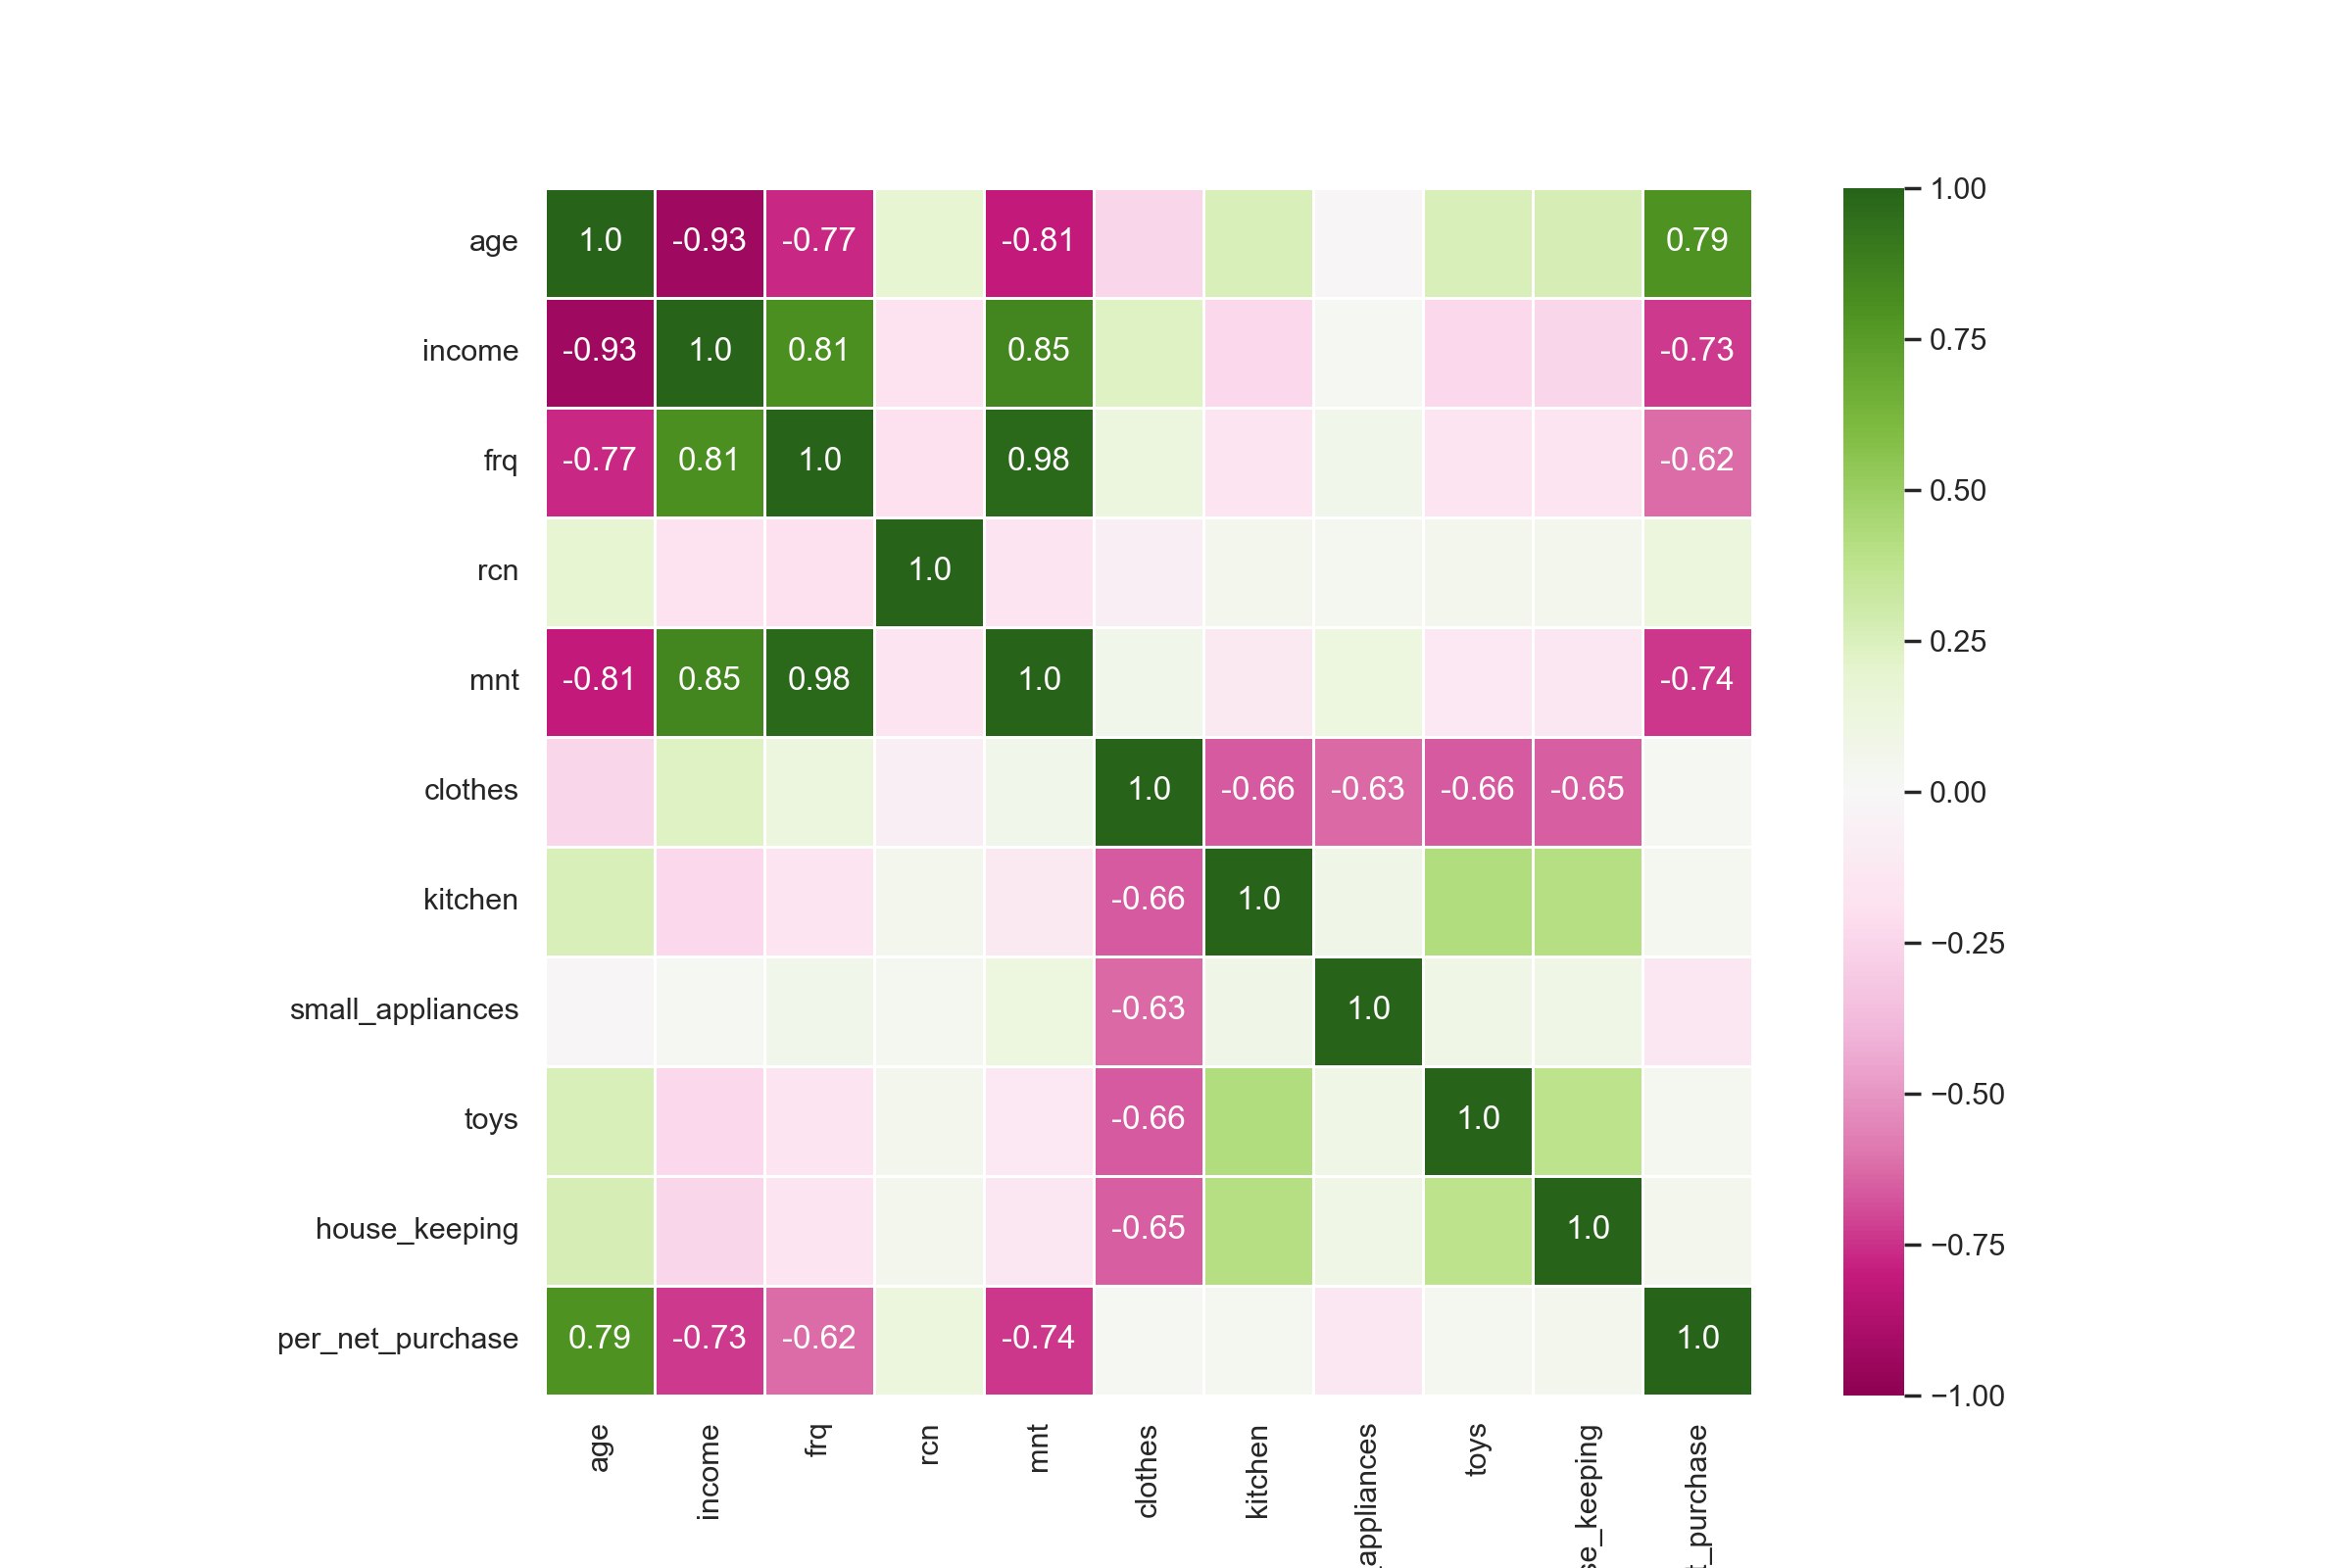 age 1.0 -0.93 -0.77 -0.81 0.79
income -0.93 1.0 0.81 0.85 -0.73
frq -0.77 0.81 1.0 0.98 -0.62
rcn 1.0
mnt -0.81 0.85 0.98 1.0 -0.74
clothes 1.0 -0.66 -0.63 -0.66 -0.65
kitchen -0.66 1.0
small_appliances -0.63 1.0
toys -0.66 1.0
house_keeping -0.65 1.0
per_net_purchase 0.79 -0.73 -0.62 -0.74 1.0
age
income
frq
rcn
mnt
clothes
kitchen
_appliances
toys
se_keeping
t_purchase
1.00
0.75
0.50
0.25
0.00
−0.25
−0.50
−0.75
−1.00